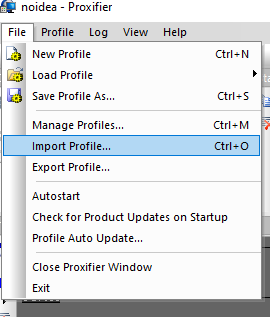 noidea - Proxifier
File Profile Log View Help
New Profile Ctrl+N
Load Profile
Save Profile As... Ctrl+S
Manage Profiles... Ctrl+M
Import Profile... Ctrl+O
Export Profile...
Autostart
Check for Product Updates on Startup
Profile Auto Update...
Close Proxifier Window
Exit